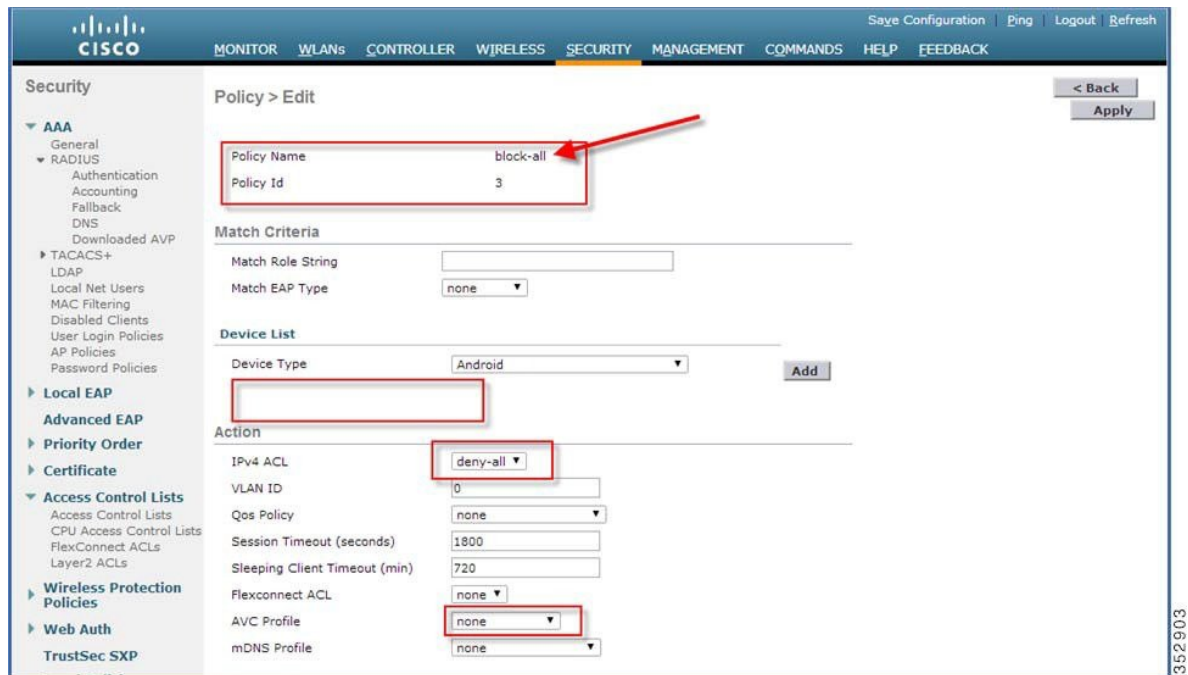 Save Configuration Ping Logout Refresh
CISCO
MONITOR WLANs CONTROLLER WIRELESS SECURITY MANAGEMENT COMMANDS HELP FEEDBACK
Security
AAA
General
RADIUS
Authentication
Accounting
Fallback
DNS
Downloaded AVP
TACACS+
LDAP
Local Net Users
MAC Filtering
Disabled Clients
User Login Policies
AP Policies
Password Policies
Local EAP
Advanced EAP
Priority Order
Certificate
Access Control Lists
Access Control Lists
CPU Access Control Lists
FlexConnect ACLs
Layer2 ACLs
Wireless Protection
Policies
Web Auth
TrustSec SXP
Policy > Edit
< Back
Apply
Policy Name block-all
Policy Id 3
Match Criteria
Match Role String
Match EAP Type none
Device List
Device Type Android Add
Action
IPv4 ACL deny-all
VLAN ID 0
Qos Policy none
Session Timeout (seconds) 1800
Sleeping Client Timeout (min) 720
Flexconnect ACL none
AVC Profile none
mDNS Profile none
352903